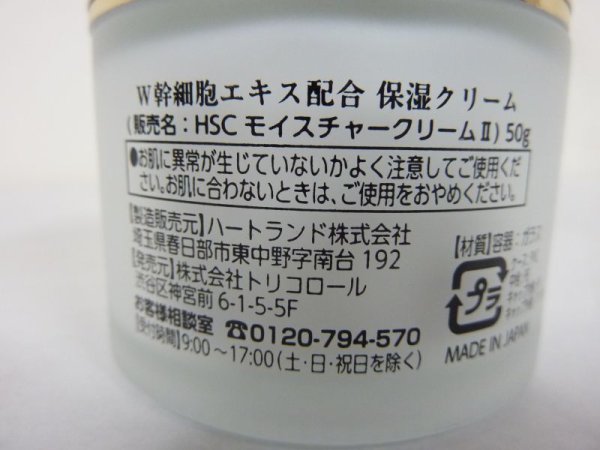 W幹細胞エキス配合 保湿クリーム
(販売名：HSC モイスチャークリームⅡ) 50g
●お肌に異常が生じていないかよく注意してご使用くだ
さい。お肌に合わないときは、ご使用をおやめください。
【製造販売元】ハートランド株式会社
埼玉県春日部市東中野字南台 192
【発売元】株式会社トリコロール
渋谷区神宮前 6-1-5-5F
お客様相談室 ☎0120-794-570
【受付時間】9:00～17:00 (土・日・祝日を除く)
【材質】容器：ガラス
プラ
MADE IN JAPAN